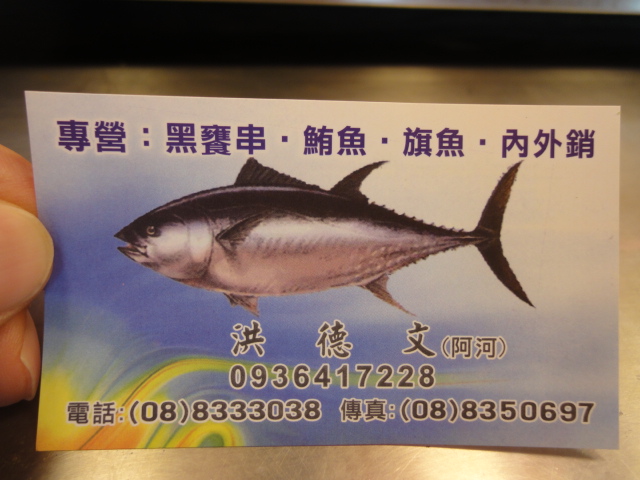 專營：黑甕串·鮪魚·旗魚·內外銷
洪 德 文(阿河)
0936417228
電話:(08)8333038 傳真:(08)8350697